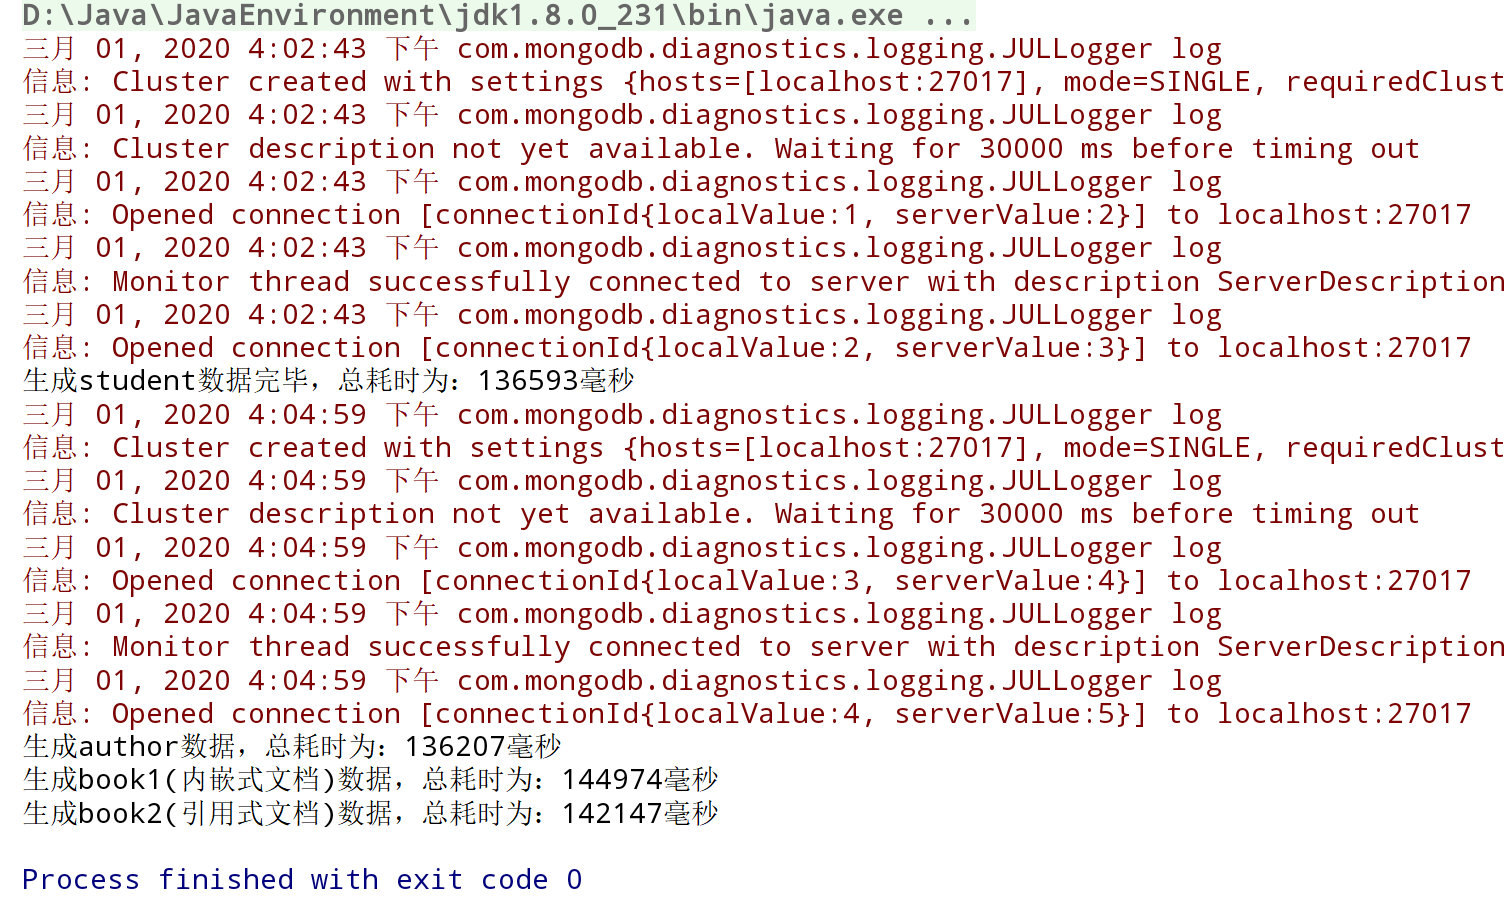 D:\Java\JavaEnvironment\jdk1.8.0_231\bin\java.exe ...
三月 01, 2020 4:02:43 下午 com.mongodb.diagnostics.logging.JULLogger log
信息: Cluster created with settings {hosts=[localhost:27017], mode=SINGLE, requiredClust
三月 01, 2020 4:02:43 下午 com.mongodb.diagnostics.logging.JULLogger log
信息: Cluster description not yet available. Waiting for 30000 ms before timing out
三月 01, 2020 4:02:43 下午 com.mongodb.diagnostics.logging.JULLogger log
信息: Opened connection [connectionId{localValue:1, serverValue:2}] to localhost:27017
三月 01, 2020 4:02:43 下午 com.mongodb.diagnostics.logging.JULLogger log
信息: Monitor thread successfully connected to server with description ServerDescription
三月 01, 2020 4:02:43 下午 com.mongodb.diagnostics.logging.JULLogger log
信息: Opened connection [connectionId{localValue:2, serverValue:3}] to localhost:27017
生成student数据完毕，总耗时为：136593毫秒
三月 01, 2020 4:04:59 下午 com.mongodb.diagnostics.logging.JULLogger log
信息: Cluster created with settings {hosts=[localhost:27017], mode=SINGLE, requiredClust
三月 01, 2020 4:04:59 下午 com.mongodb.diagnostics.logging.JULLogger log
信息: Cluster description not yet available. Waiting for 30000 ms before timing out
三月 01, 2020 4:04:59 下午 com.mongodb.diagnostics.logging.JULLogger log
信息: Opened connection [connectionId{localValue:3, serverValue:4}] to localhost:27017
三月 01, 2020 4:04:59 下午 com.mongodb.diagnostics.logging.JULLogger log
信息: Monitor thread successfully connected to server with description ServerDescription
三月 01, 2020 4:04:59 下午 com.mongodb.diagnostics.logging.JULLogger log
信息: Opened connection [connectionId{localValue:4, serverValue:5}] to localhost:27017
生成author数据，总耗时为：136207毫秒
生成book1(内嵌式文档)数据，总耗时为：144974毫秒
生成book2(引用式文档)数据，总耗时为：142147毫秒
Process finished with exit code 0